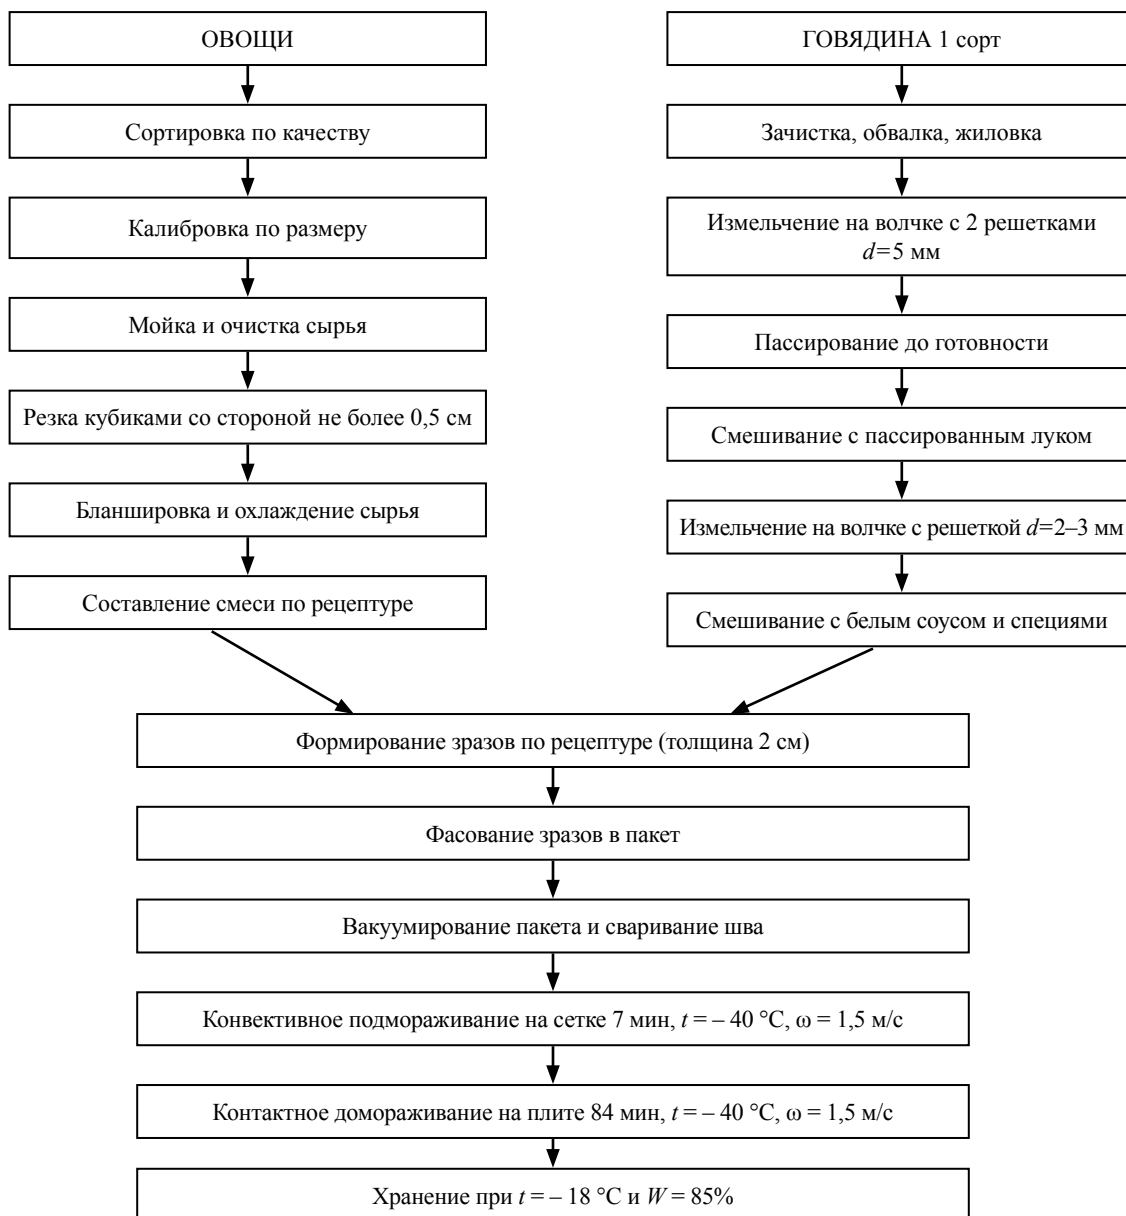 ОВОЩИ
Сортировка по качеству
Калибровка по размеру
Мойка и очистка сырья
Резка кубиками со стороной не более 0,5 см
Бланшировка и охлаждение сырья
Составление смеси по рецептуре
ГОВЯДИНА 1 сорт
Зачистка, обвалка, жиловка
Измельчение на волчке с 2 решетками
d=5 мм
Пассирование до готовности
Смешивание с пассированным луком
Измельчение на волчке с решеткой d=2–3 мм
Смешивание с белым соусом и специями
Формирование зразов по рецептуре (толщина 2 см)
Фасование зразов в пакет
Вакуумирование пакета и сваривание шва
Конвективное подмораживание на сетке 7 мин, t = – 40 °C, ω = 1,5 м/с
Контактное домораживание на плите 84 мин, t = – 40 °C, ω = 1,5 м/с
Хранение при t = – 18 °C и W = 85%